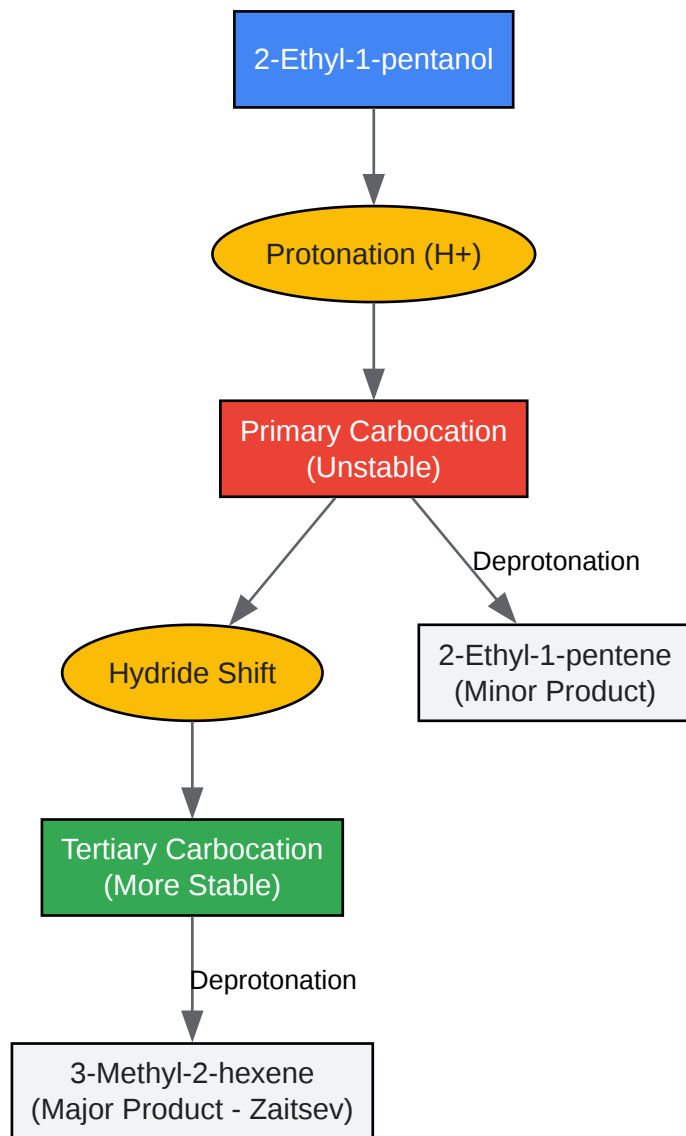 2-Ethyl-1-pentanol
Protonation (H+)
Primary Carbocation
(Unstable)
Deprotonation
Hydride Shift
2-Ethyl-1-pentene
(Minor Product)
Tertiary Carbocation
(More Stable)
Deprotonation
3-Methyl-2-hexene
(Major Product - Zaitsev)